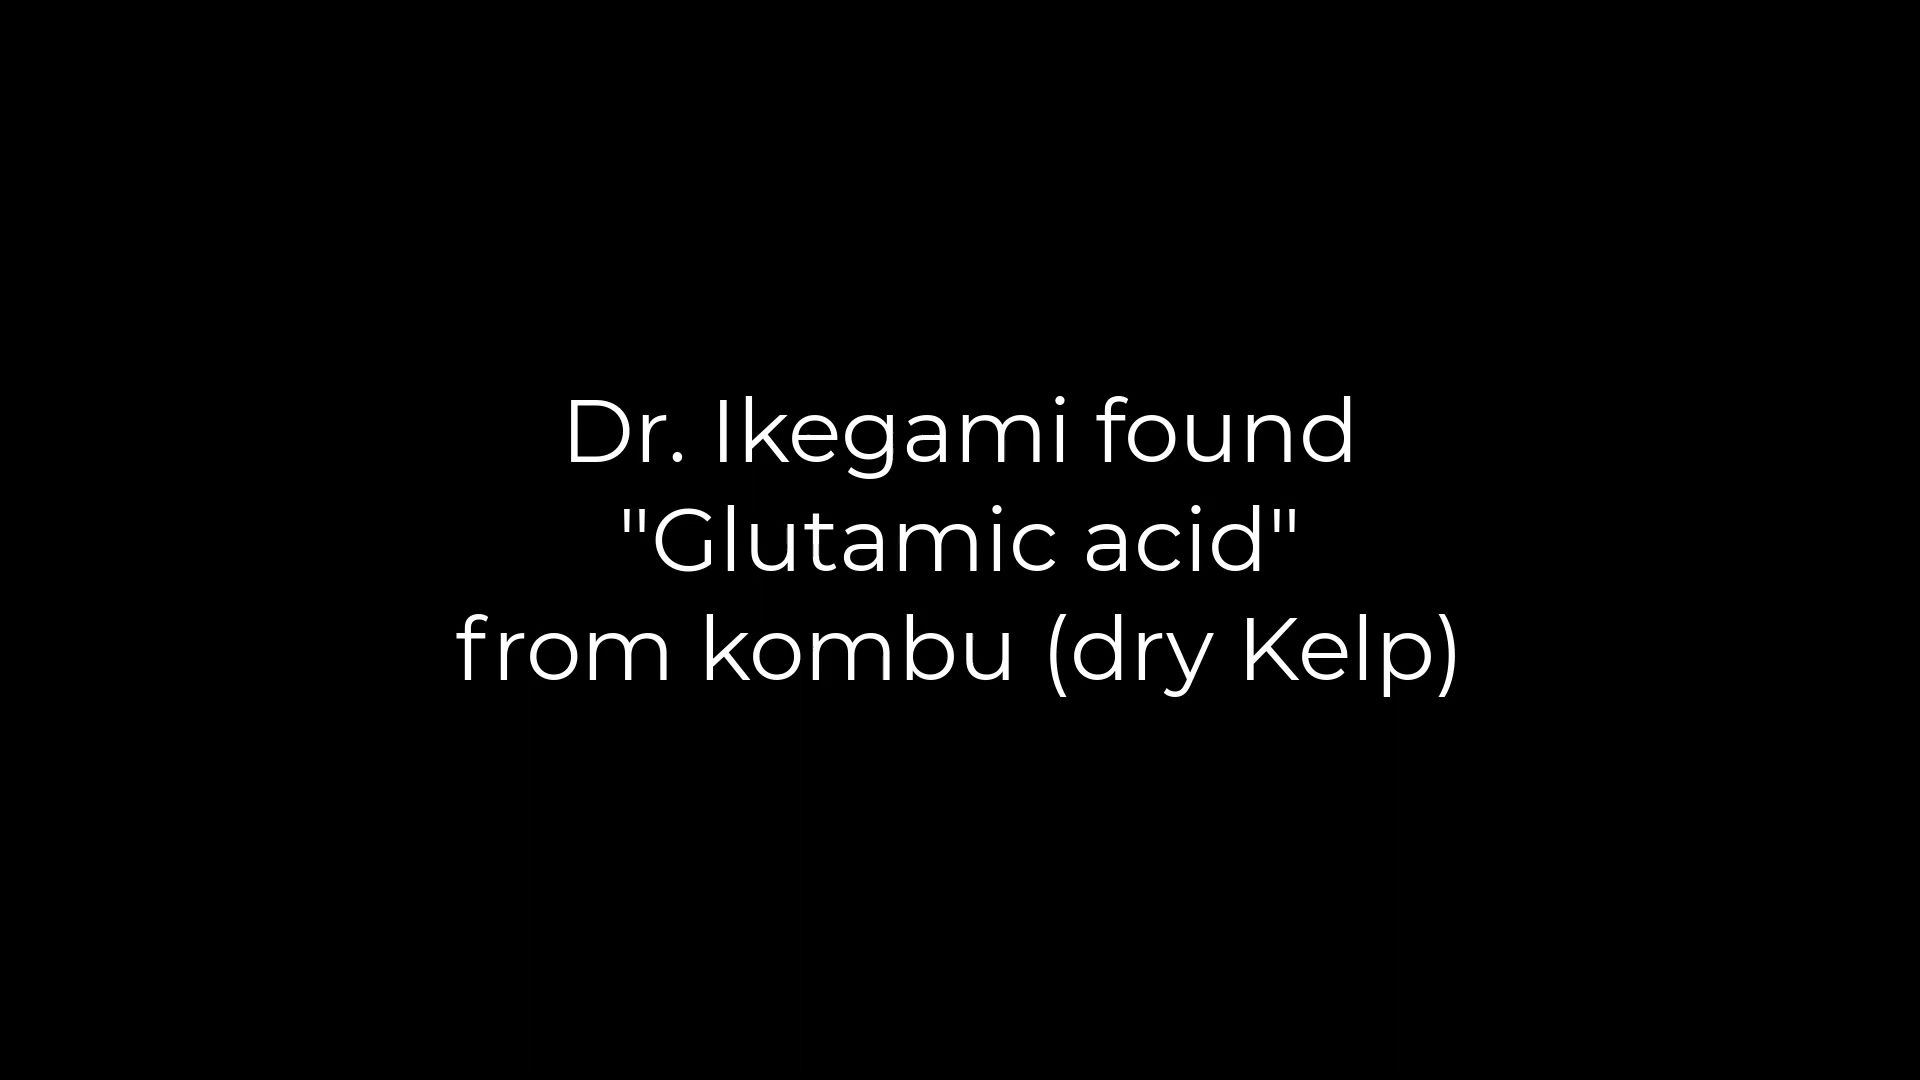 Dr. Ikegami found
"Glutamic acid"
from kombu (dry Kelp)